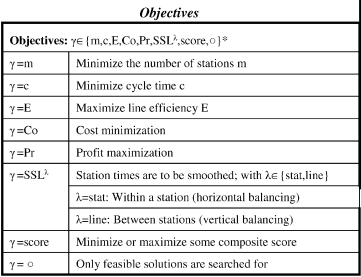 Objectives
Objectives: γ∈{m,c,E,Co,Pr,SSL^λ,score,○}*
γ=m Minimize the number of stations m
γ=c Minimize cycle time c
γ=E Maximize line efficiency E
γ=Co Cost minimization
γ=Pr Profit maximization
γ=SSL^λ Station times are to be smoothed; with λ∈{stat,line}
λ=stat: Within a station (horizontal balancing)
λ=line: Between stations (vertical balancing)
γ=score Minimize or maximize some composite score
γ= ○ Only feasible solutions are searched for